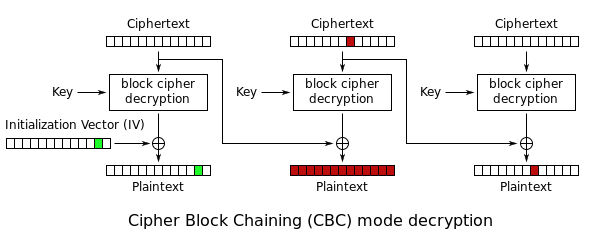 Ciphertext
Ciphertext
Ciphertext
Key
block cipher
decryption
Key
block cipher
decryption
Key
block cipher
decryption
Initialization Vector (IV)
Plaintext
Plaintext
Plaintext
Cipher Block Chaining (CBC) mode decryption